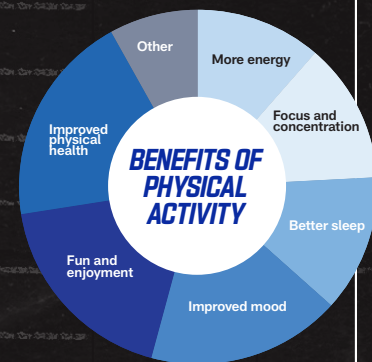 Other
More energy
Focus and
concentration
Improved
physical
health
BENEFITS OF
PHYSICAL
ACTIVITY
Better sleep
Fun and
enjoyment
Improved mood